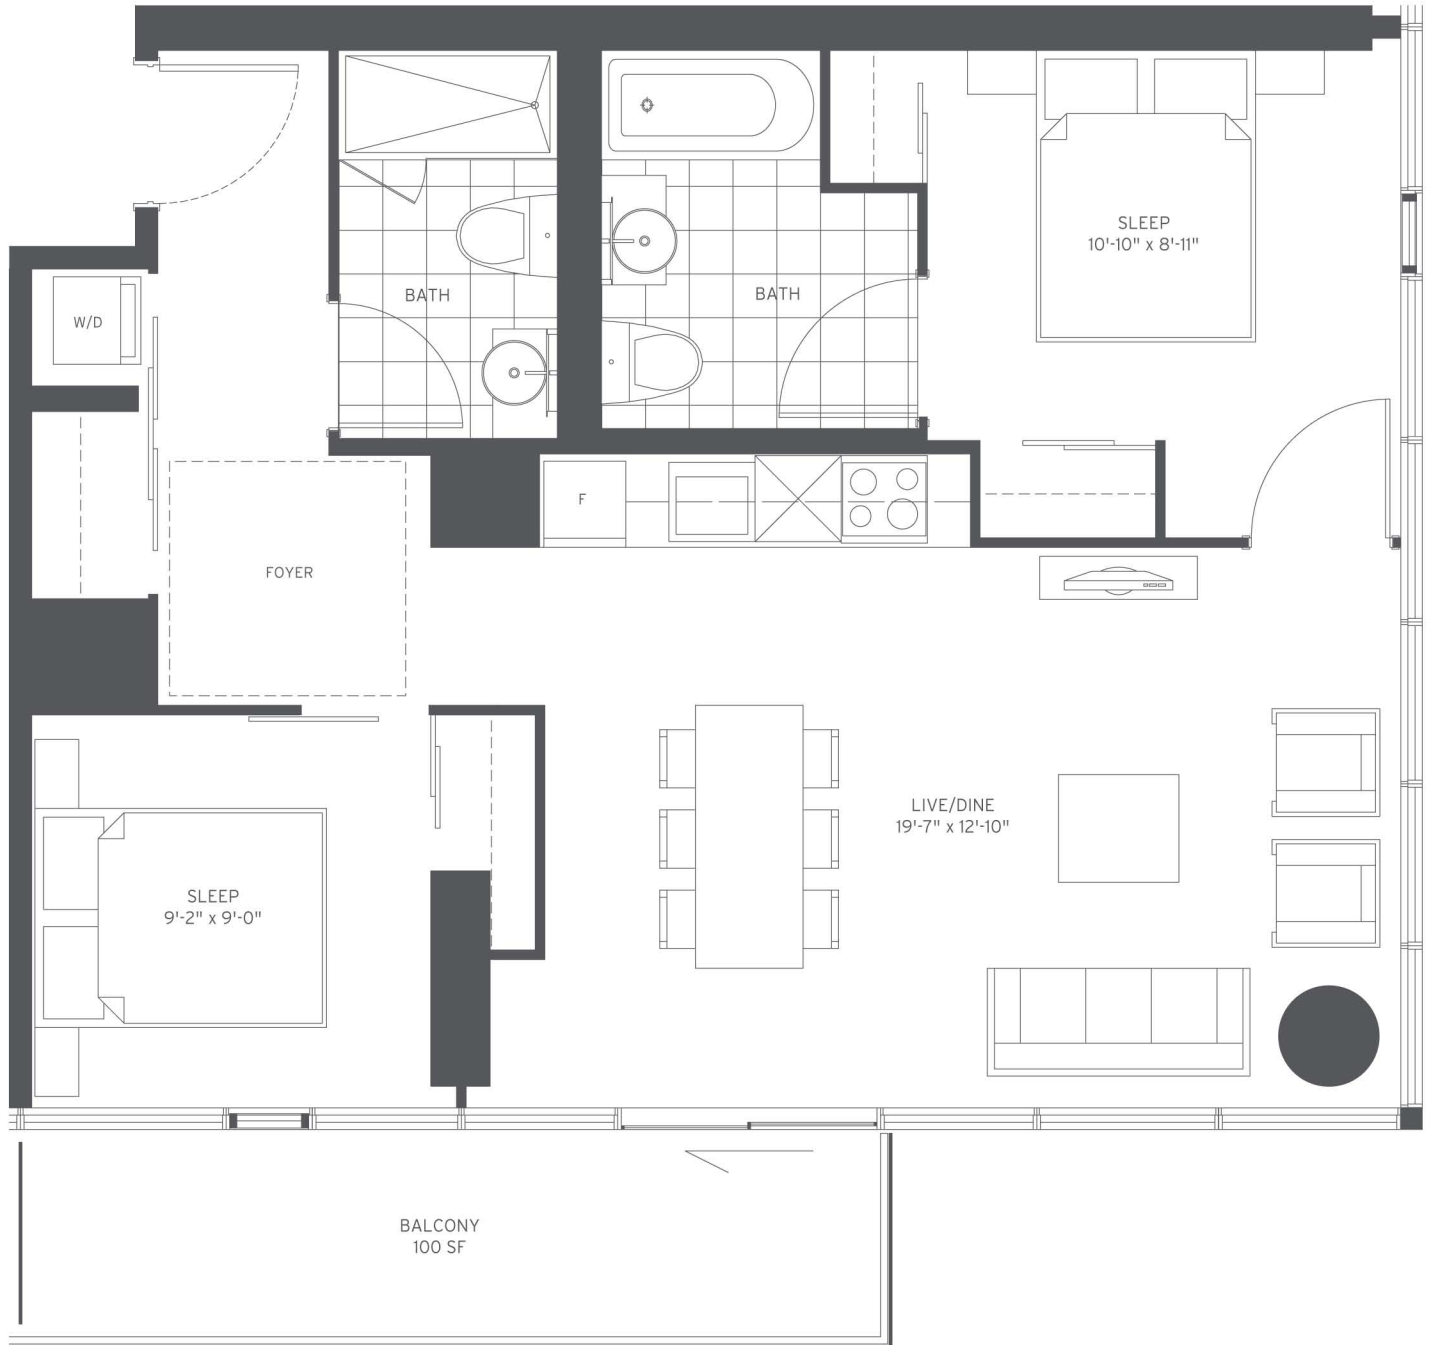 SLEEP
10'-10" x 8'-11"
BATH
BATH
W/D
F
FOYER
LIVE/DINE
19'-7" x 12'-10"
SLEEP
9'-2" x 9'-0"
BALCONY
100 SF